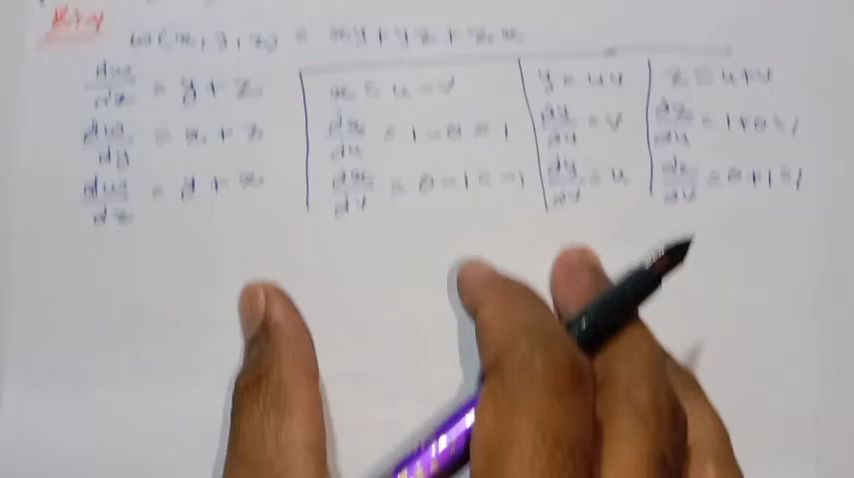 w(x, y, z) = xy + yz + zx
dw/dx = y + z
dw/dy = x + z
dw/dz = y + x
x = u - v
dx/du = 1 - 0 = 1
dx/dv = 0 - 1 = -1
y = uv
dy/du = v
dy/dv = u
z = u + v
dz/du = 1 + 0 = 1
dz/dv = 0 + 1 = 1